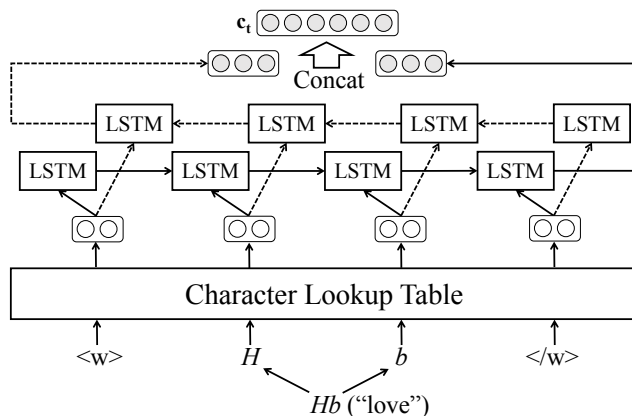 c_t
Concat
LSTM LSTM LSTM LSTM
LSTM LSTM LSTM LSTM
Character Lookup Table
<w> H b </w>
Hb (“love”)